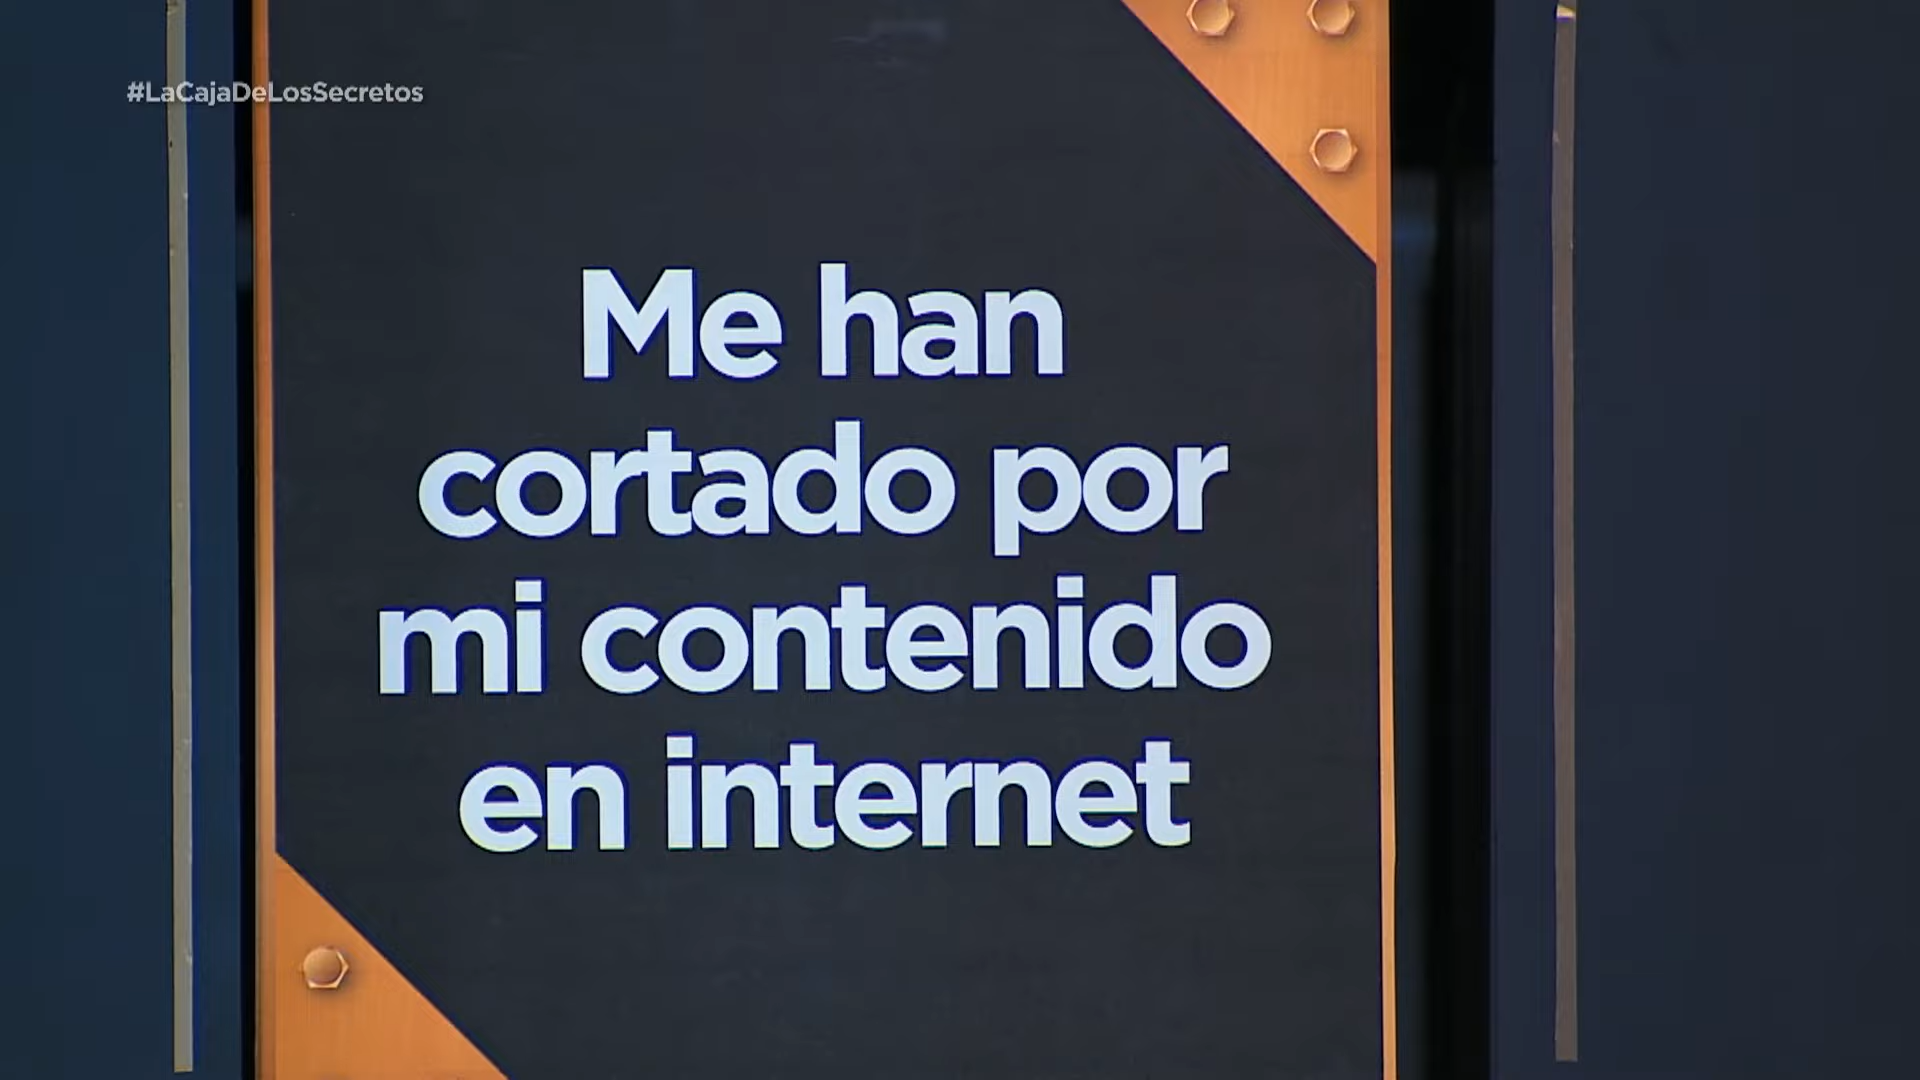 #LaCajaDeLosSecretos
Me han
cortado por
mi contenido
en internet